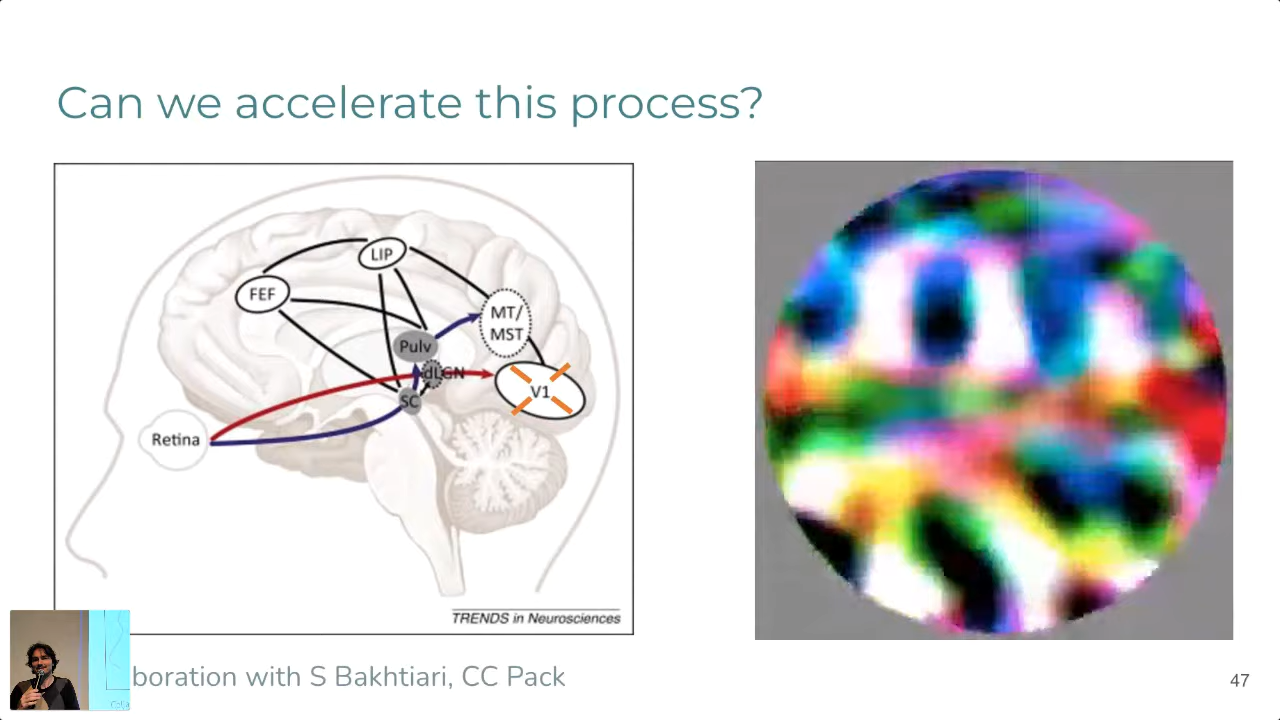 Can we accelerate this process?
LIP
FEF
MT/
MST
Pulv
dLGN
V1
SC
Retina
TRENDS in Neurosciences
boration with S Bakhtiari, CC Pack
47